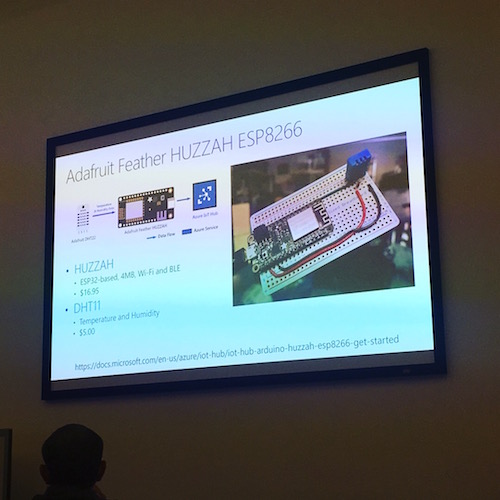 Adafruit Feather HUZZAH ESP8266
Adafruit DHT22
Adafruit Feather HUZZAH
Azure IoT Hub
Data Flow
Azure Service
• HUZZAH
• ESP32-based, 4MB, Wi-Fi and BLE
• $16.95
• DHT11
• Temperature and Humidity
• $5.00
https://docs.microsoft.com/en-us/azure/iot-hub/iot-hub-arduino-huzzah-esp8266-get-started